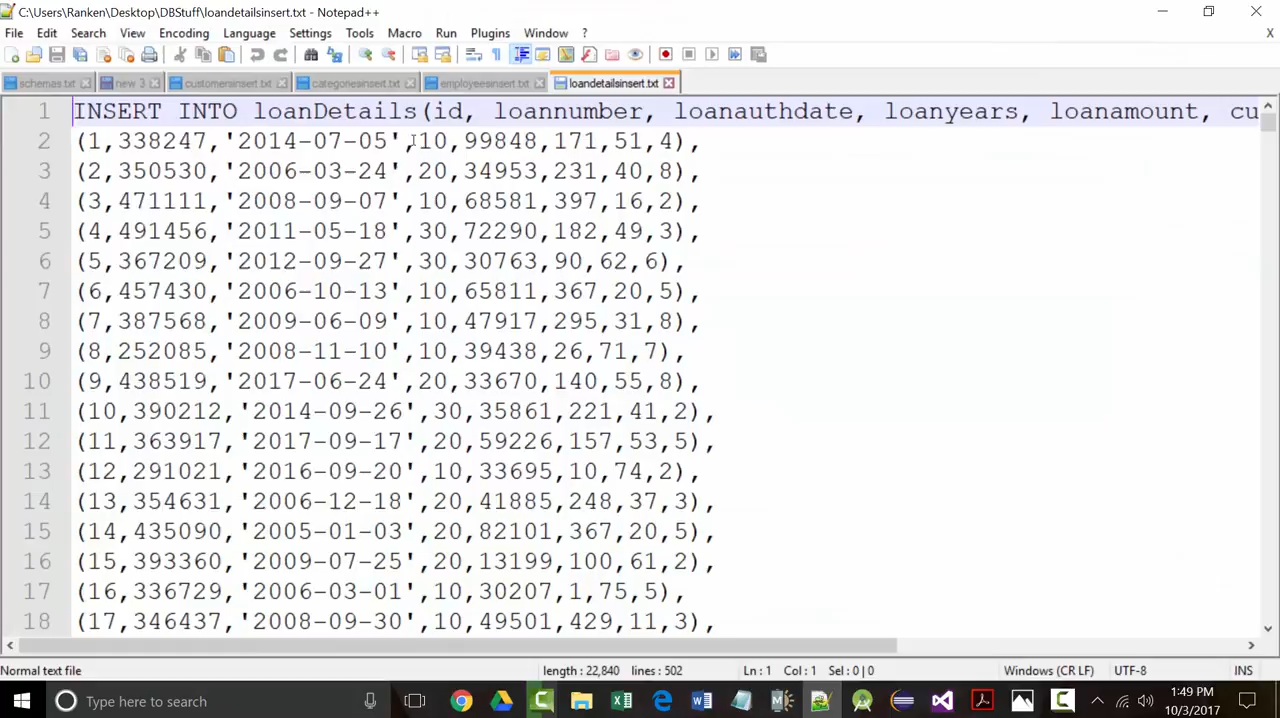 C:\Users\Ranken\Desktop\DBStuff\loandetailsinsert.txt - Notepad++
File Edit Search View Encoding Language Settings Tools Macro Run Plugins Window ? X
schemas.txt new 3 customersinsert.txt categoriesinsert.txt employeesinsert.txt loandetailsinsert.txt
1 INSERT INTO loanDetails(id, loannumber, loanauthdate, loanyears, loanamount, cu
2 (1,338247,'2014-07-05',10,99848,171,51,4),
3 (2,350530,'2006-03-24',20,34953,231,40,8),
4 (3,471111,'2008-09-07',10,68581,397,16,2),
5 (4,491456,'2011-05-18',30,72290,182,49,3),
6 (5,367209,'2012-09-27',30,30763,90,62,6),
7 (6,457430,'2006-10-13',10,65811,367,20,5),
8 (7,387568,'2009-06-09',10,47917,295,31,8),
9 (8,252085,'2008-11-10',10,39438,26,71,7),
10 (9,438519,'2017-06-24',20,33670,140,55,8),
11 (10,390212,'2014-09-26',30,35861,221,41,2),
12 (11,363917,'2017-09-17',20,59226,157,53,5),
13 (12,291021,'2016-09-20',10,33695,10,74,2),
14 (13,354631,'2006-12-18',20,41885,248,37,3),
15 (14,435090,'2005-01-03',20,82101,367,20,5),
16 (15,393360,'2009-07-25',20,13199,100,61,2),
17 (16,336729,'2006-03-01',10,30207,1,75,5),
18 (17,346437,'2008-09-30',10,49501,429,11,3),
Normal text file length : 22,840 lines : 502 Ln : 1 Col : 1 Sel : 0 | 0 Windows (CR LF) UTF-8 INS
Type here to search
1:49 PM
10/3/2017